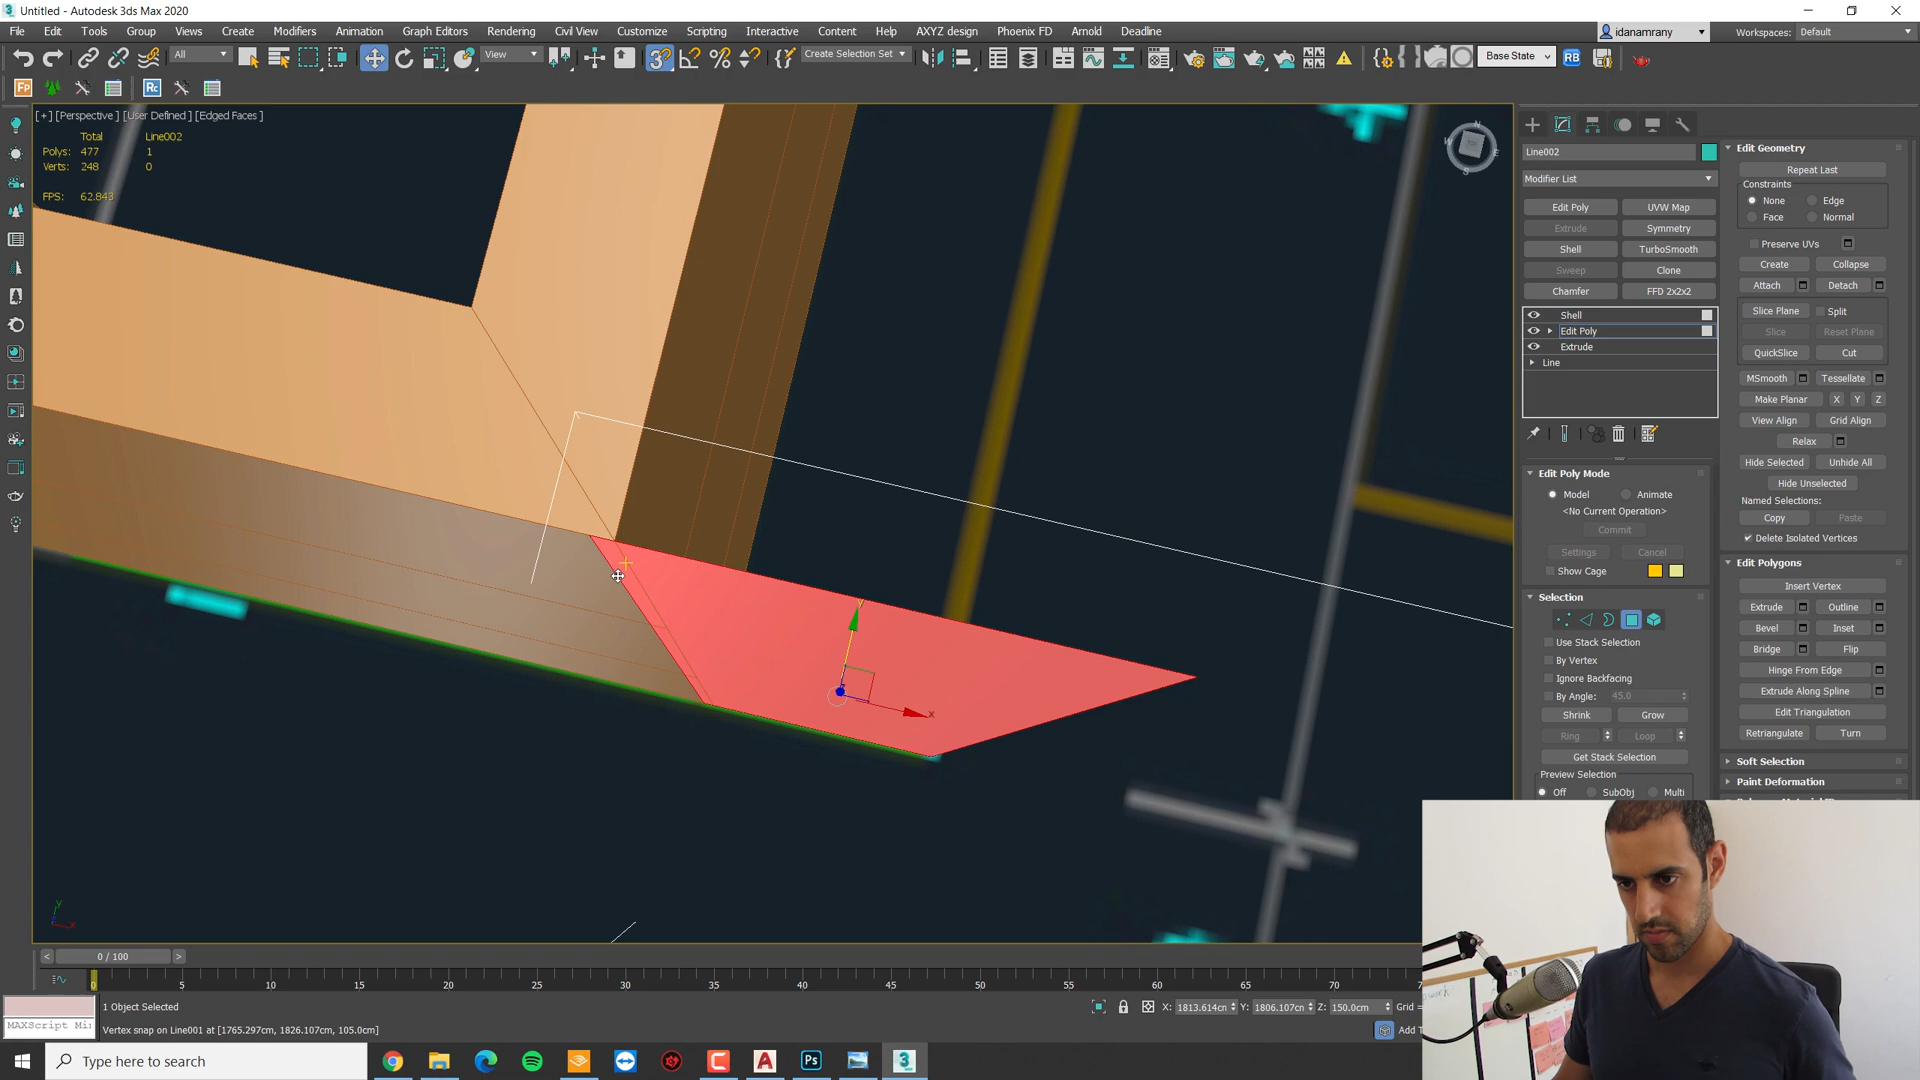 Untitled - Autodesk 3ds Max 2020
File Edit Tools Group Views Create Modifiers Animation Graph Editors Rendering Civil View Customize Scripting Interactive Content Help AXYZ design Phoenix FD Arnold Deadline
idanamrany
Workspaces: Default
All
View
Create Selection Set
Base State
RB
Fp
Rc
[ + ] [Perspective ] [User Defined ] [Edged Faces ]
Total Line002
Polys: 477 1
Verts: 248 0
FPS: 62.843
N
W
E
S
Line002
Modifier List
Edit Poly UVW Map
Extrude Symmetry
Shell TurboSmooth
Sweep Clone
Chamfer FFD 2x2x2
Shell
Edit Poly
Extrude
Line
Edit Poly Mode
Model Animate
<No Current Operation>
Commit
Settings Cancel
Show Cage
Selection
Use Stack Selection
By Vertex
Ignore Backfacing
By Angle: 45.0
Shrink Grow
Ring Loop
Get Stack Selection
Preview Selection
Off SubObj Multi
Edit Geometry
Repeat Last
Constraints
None Edge
Face Normal
Preserve UVs
Create Collapse
Attach Detach
Slice Plane Split
Slice Reset Plane
QuickSlice Cut
MSmooth Tessellate
Make Planar X Y Z
View Align Grid Align
Relax
Hide Selected Unhide All
Hide Unselected
Named Selections:
Copy Paste
Delete Isolated Vertices
Edit Polygons
Insert Vertex
Extrude Outline
Bevel Inset
Bridge Flip
Hinge From Edge
Extrude Along Spline
Edit Triangulation
Retriangulate Turn
Soft Selection
Paint Deformation
y
x
y
x
< 0 / 100 >
0 5 10 15 20 25 30 35 40 45 50 55 60 65 70
1 Object Selected
X: 1813.614cm Y: 1806.107cm Z: 150.0cm Grid =
MAXScript Mi
Vertex snap on Line001 at [1765.297cm, 1826.107cm, 105.0cm]
Add T
Type here to search
Ps
3